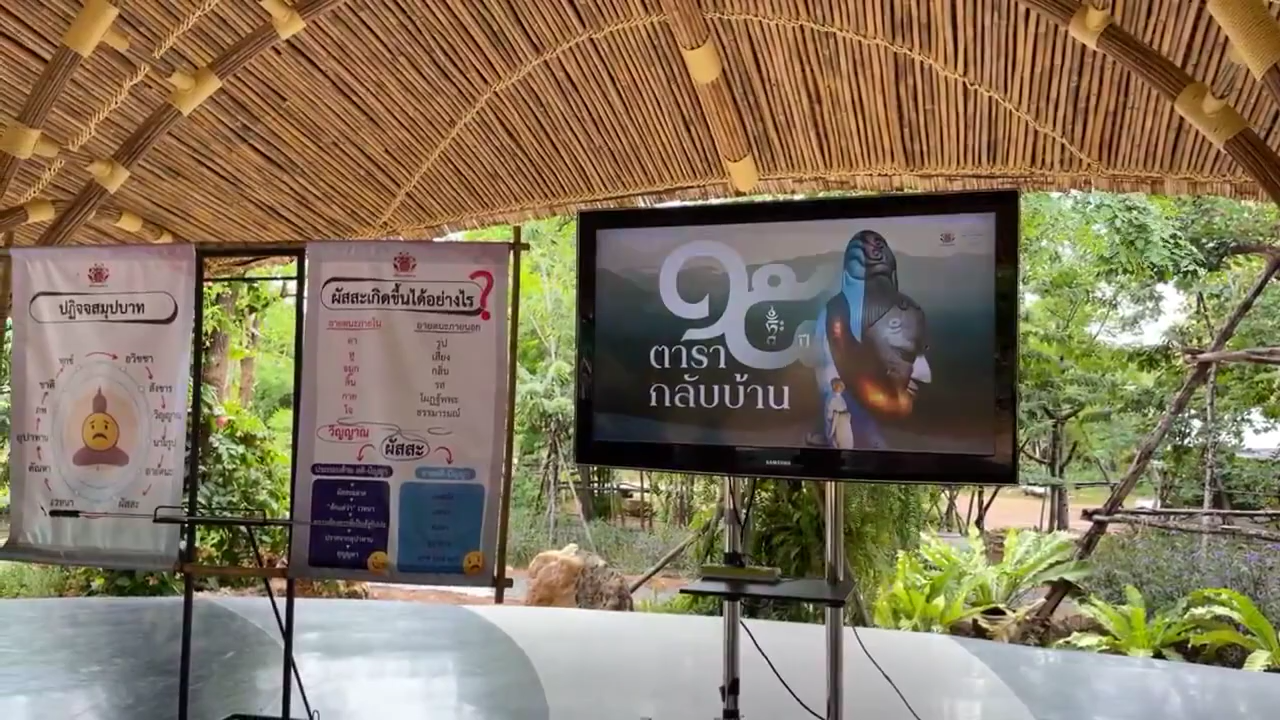 ปฏิจจสมุปบาท
ทุกข์
อวิชชา
ชาติ
สังขาร
ภพ
วิญญาณ
อุปาทาน
นามรูป
ตัณหา
อายตนะ
เวทนา
ผัสสะ
ผัสสะเกิดขึ้นได้อย่างไร?
อายตนะภายใน
อายตนะภายนอก
ตา
รูป
หู
เสียง
จมูก
กลิ่น
ลิ้น
รส
กาย
โผฏฐัพพะ
ใจ
ธรรมารมณ์
วิญญาณ
ผัสสะ
๑๕
ปี
ตารา
กลับบ้าน
SAMSUNG